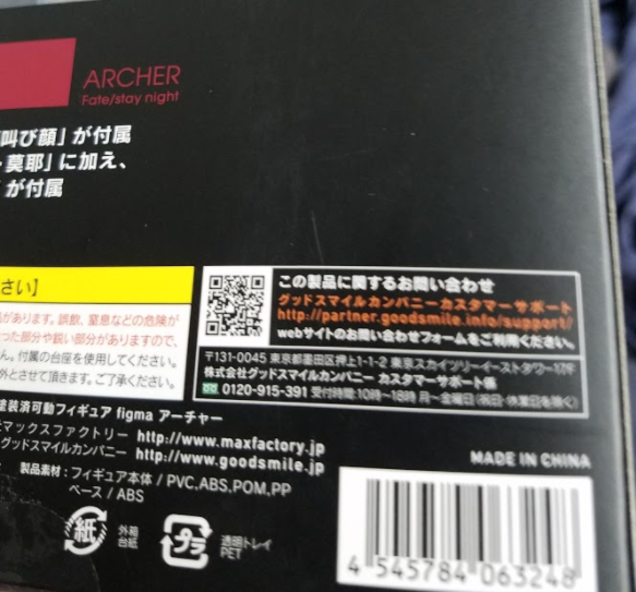 ARCHER
Fate/stay night
叫び顔」が付属
・莫耶」に加え、
が付属
さい】
があります。誤飲、窒息などの危険が
った部分や鋭い部分がありますので、
ん。付属の台座を使用してください。
外とさせて頂きます。ご了承ください。
この製品に関するお問い合わせ
グッドスマイルカンパニーカスタマーサポート
http://partner.goodsmile.info/support/
webサイトのお問い合わせフォームをご利用ください。
〒131-0045 東京都墨田区押上1-1-2 東京スカイツリーイーストタワー17F
株式会社グッドスマイルカンパニー カスタマーサポート係
0120-915-391 受付時間:10時~18時 月~金曜日(祝日・休業日を除く)
塗装済可動フィギュア figma アーチャー
マックスファクトリー http://www.maxfactory.jp
グッドスマイルカンパニー http://www.goodsmile.jp
製品素材:フィギュア本体 / PVC,ABS,POM,PP
ベース / ABS
MADE IN CHINA
紙
外箱
台紙
プラ
透明トレイ
PET
4 545784 063248